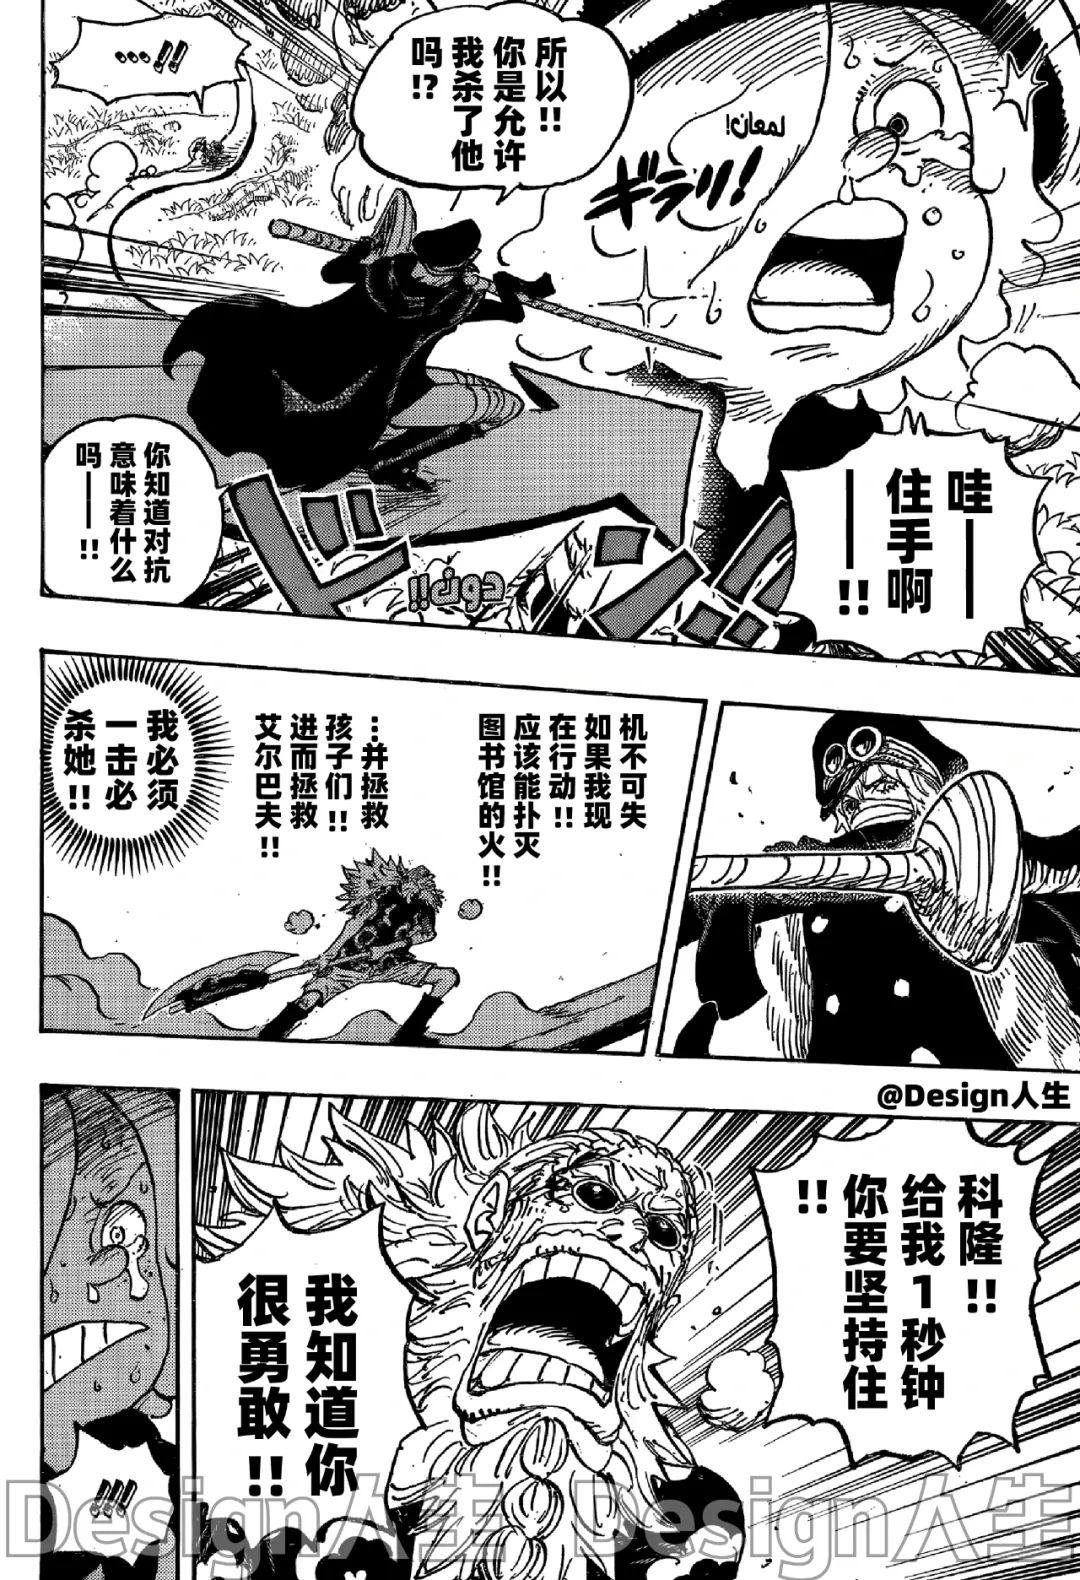 所以!!
你是允许
我杀了他
吗!?
…!!
لمعان!
ギラリ!
哇——
住手啊
——!!
你知道对抗
意味着什么
吗——!!
ドドン!!
دون!!
机不可失
如果我现
在行动!!
应该能扑灭
图书馆的火!!
…并拯救
孩子们!!
进而拯救
艾尔巴夫!!
我必须
一击必
杀她!!
@Design人生
科隆!!
给我1秒钟
你要坚持住
!!
我知道你
很勇敢!!
!!!
Design人生 Design人生